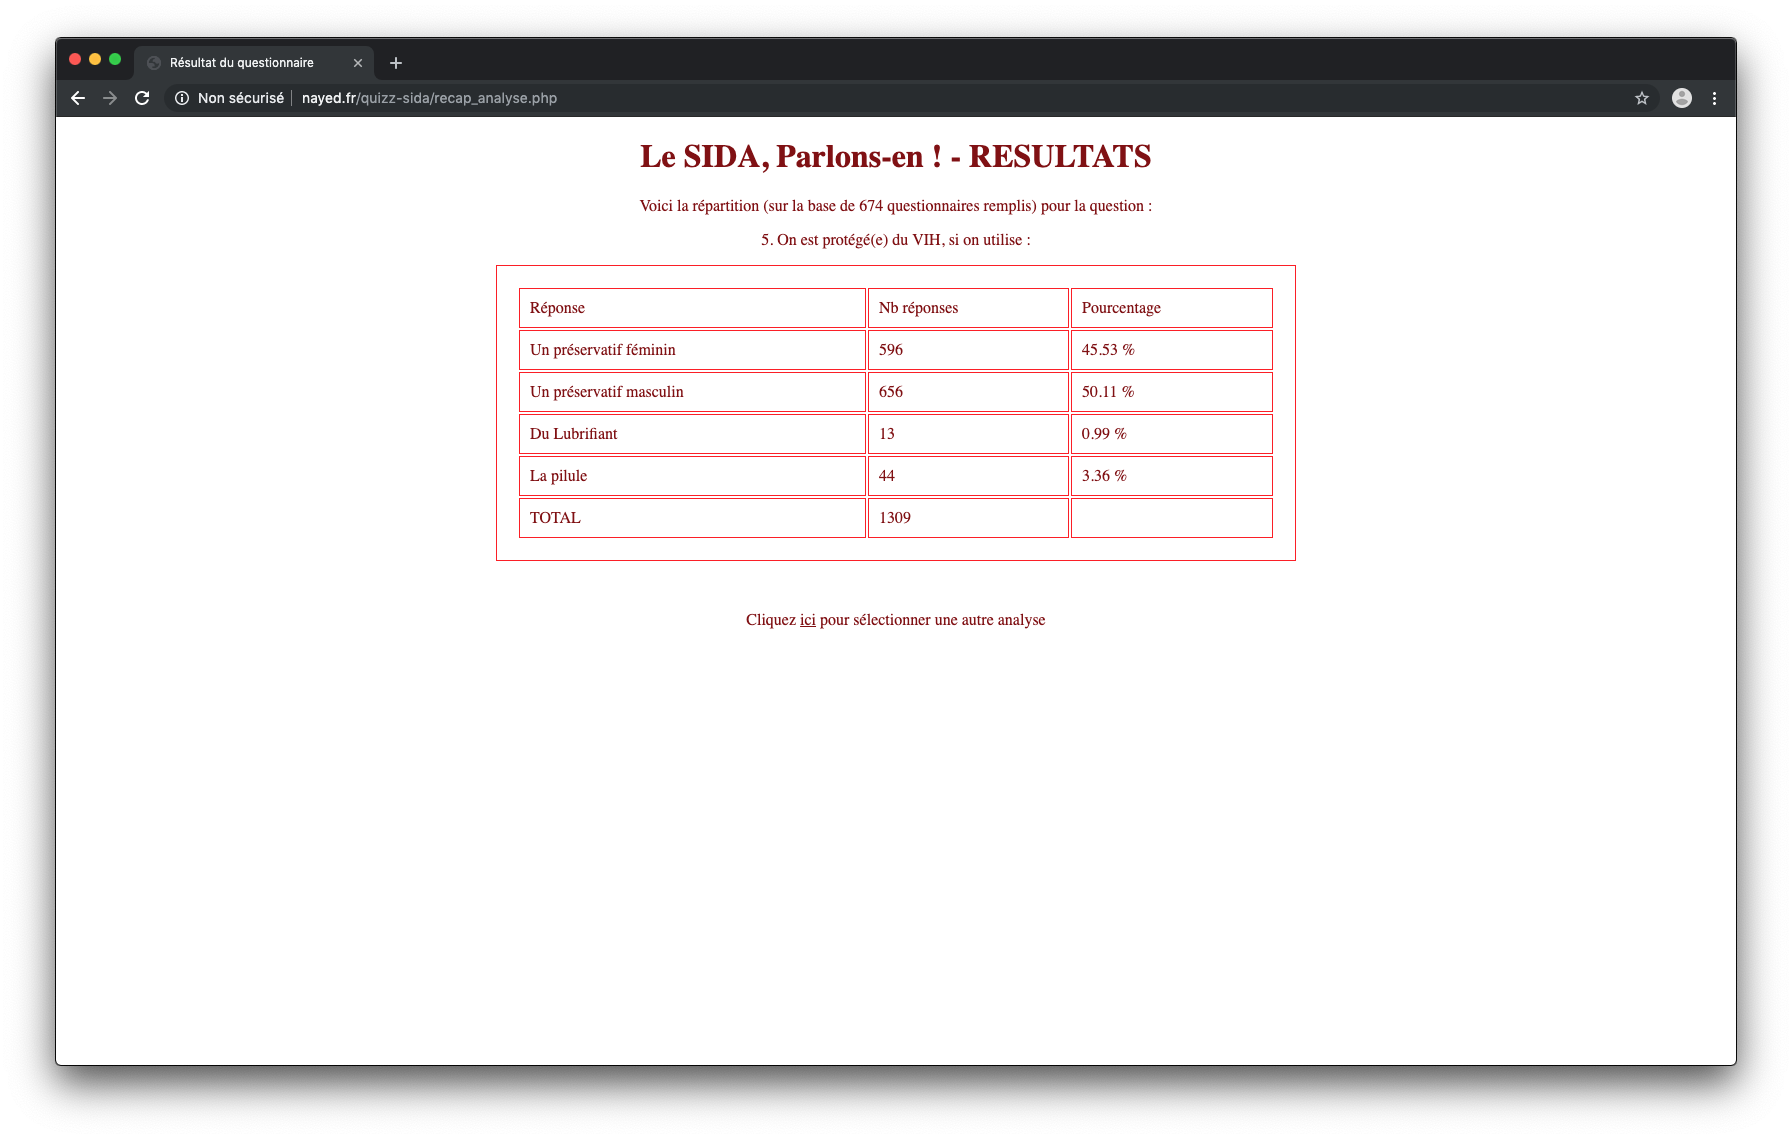 Résultat du questionnaire
Non sécurisé nayed.fr/quizz-sida/recap_analyse.php
Le SIDA, Parlons-en ! - RESULTATS
Voici la répartition (sur la base de 674 questionnaires remplis) pour la question :
5. On est protégé(e) du VIH, si on utilise :
Réponse Nb réponses Pourcentage
Un préservatif féminin 596 45.53 %
Un préservatif masculin 656 50.11 %
Du Lubrifiant 13 0.99 %
La pilule 44 3.36 %
TOTAL 1309
Cliquez ici pour sélectionner une autre analyse